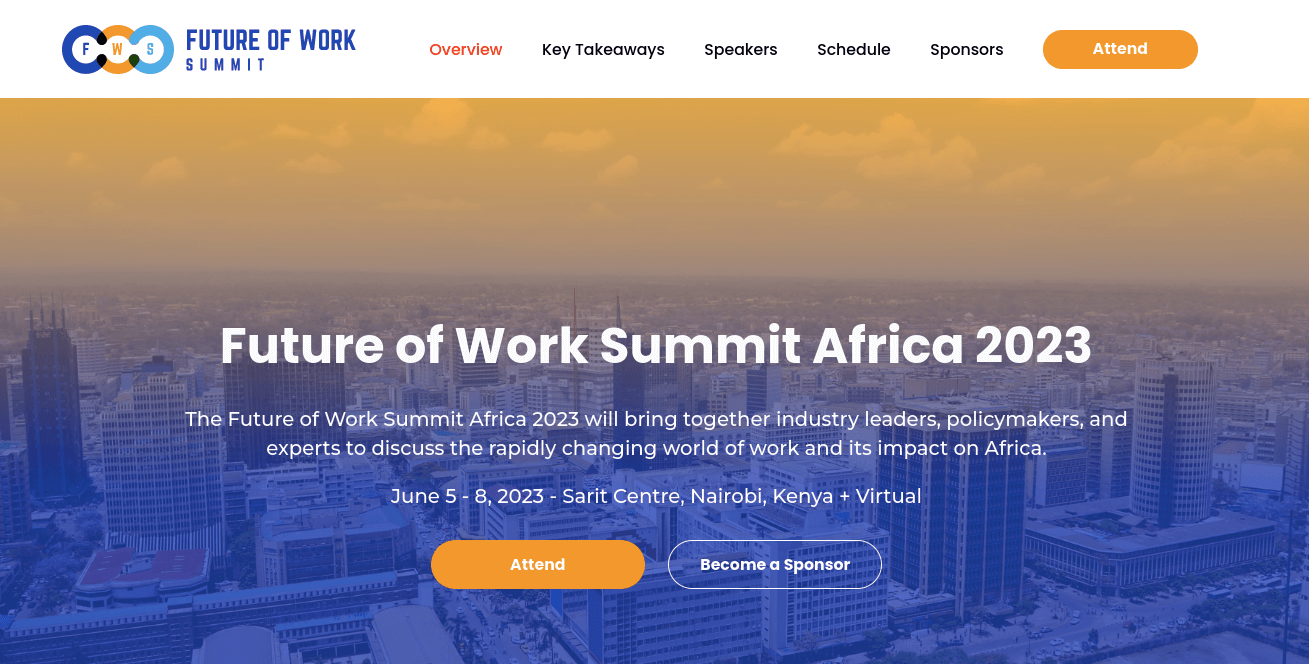 F W S
FUTURE OF WORK
SUMMIT
Overview
Key Takeaways
Speakers
Schedule
Sponsors
Attend
Future of Work Summit Africa 2023
The Future of Work Summit Africa 2023 will bring together industry leaders, policymakers, and
experts to discuss the rapidly changing world of work and its impact on Africa.
June 5 - 8, 2023 - Sarit Centre, Nairobi, Kenya + Virtual
Attend
Become a Sponsor